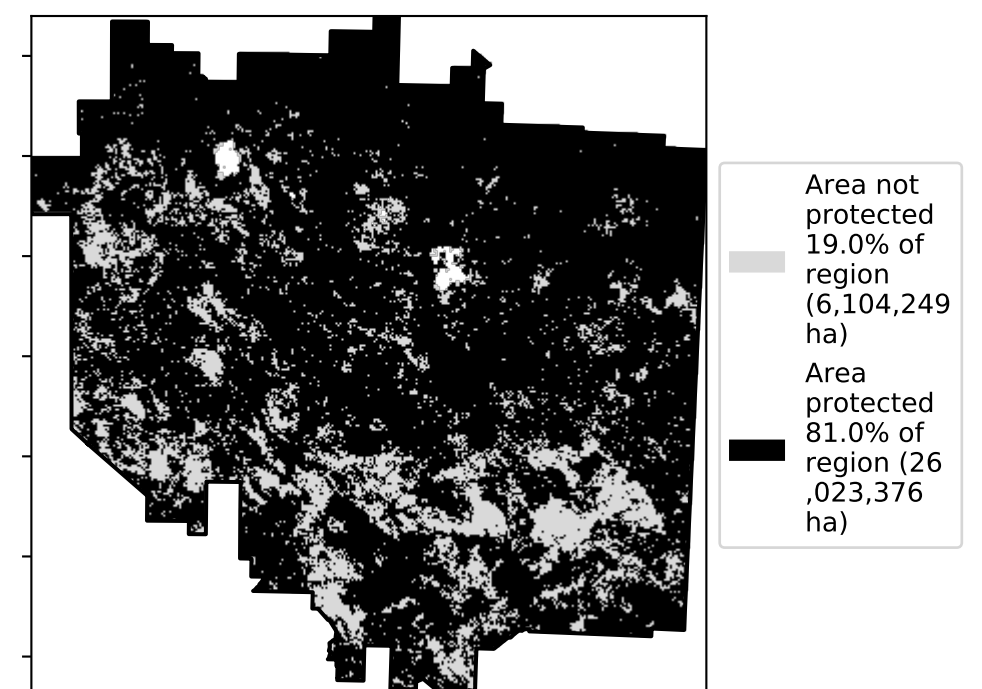 Area not
protected
19.0% of
region
(6,104,249
ha)
Area
protected
81.0% of
region (26
,023,376
ha)